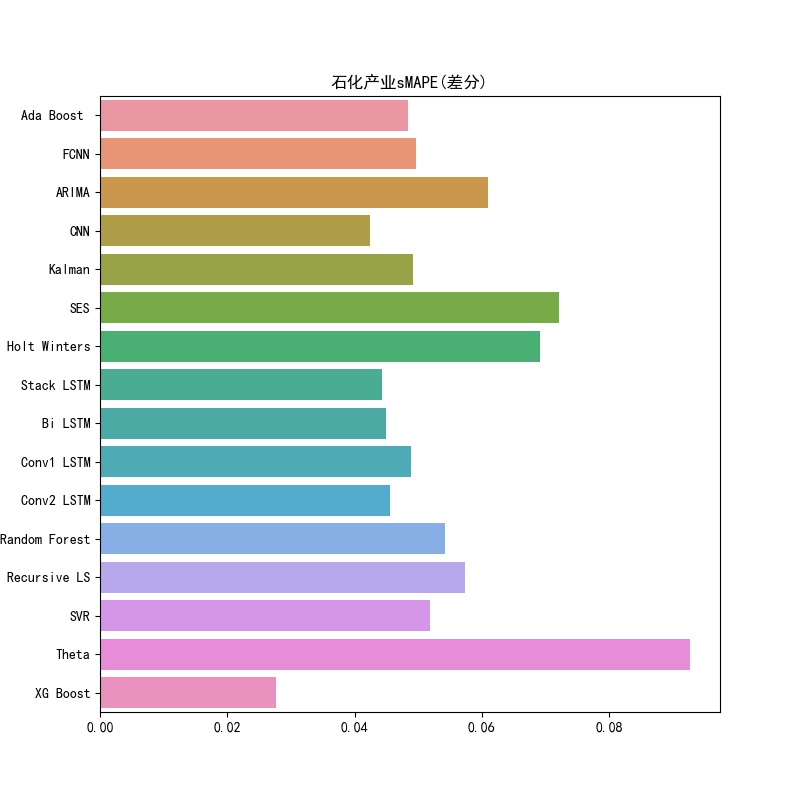 石化产业sMAPE(差分)
Ada Boost
FCNN
ARIMA
CNN
Kalman
SES
Holt Winters
Stack LSTM
Bi LSTM
Conv1 LSTM
Conv2 LSTM
Random Forest
Recursive LS
SVR
Theta
XG Boost
0.00 0.02 0.04 0.06 0.08